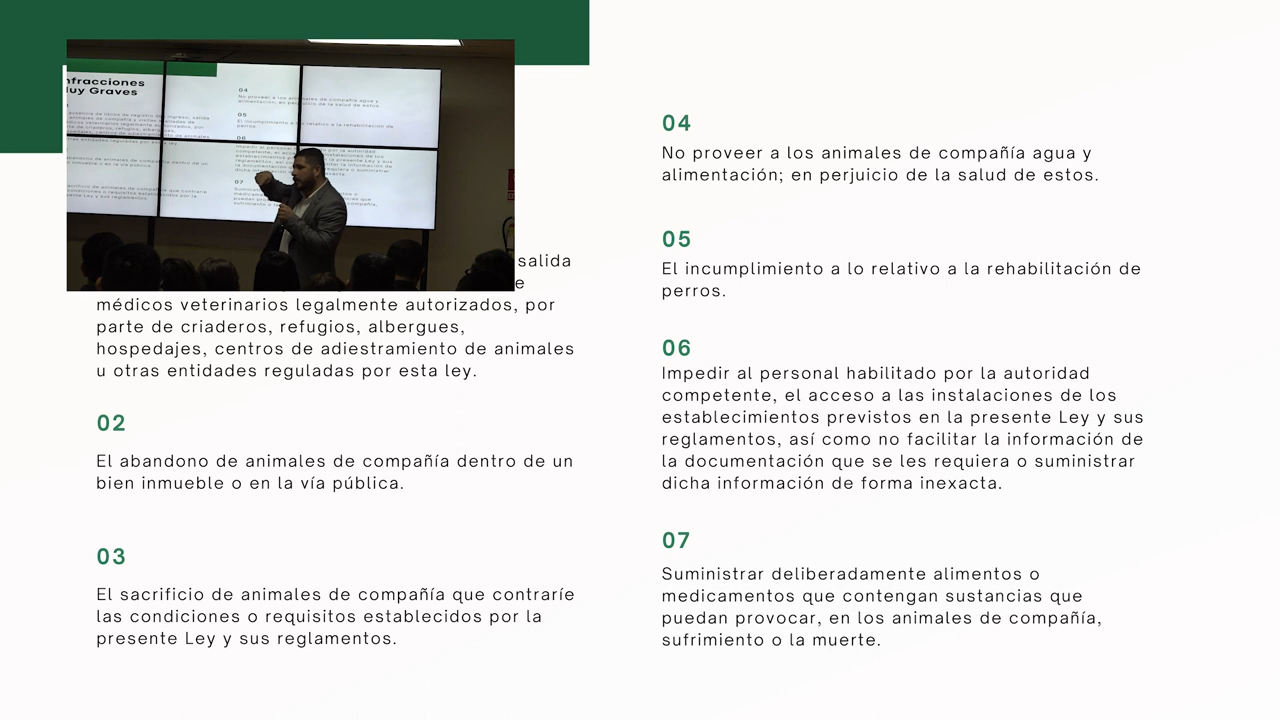 nfracciones
uy Graves
salida
e
médicos veterinarios legalmente autorizados, por
parte de criaderos, refugios, albergues,
hospedajes, centros de adiestramiento de animales
u otras entidades reguladas por esta ley.
02
El abandono de animales de compañía dentro de un
bien inmueble o en la vía pública.
03
El sacrificio de animales de compañía que contraríe
las condiciones o requisitos establecidos por la
presente Ley y sus reglamentos.
04
No proveer a los animales de compañía agua y
alimentación; en perjuicio de la salud de estos.
05
El incumplimiento a lo relativo a la rehabilitación de
perros.
06
Impedir al personal habilitado por la autoridad
competente, el acceso a las instalaciones de los
establecimientos previstos en la presente Ley y sus
reglamentos, así como no facilitar la información de
la documentación que se les requiera o suministrar
dicha información de forma inexacta.
07
Suministrar deliberadamente alimentos o
medicamentos que contengan sustancias que
puedan provocar, en los animales de compañía,
sufrimiento o la muerte.